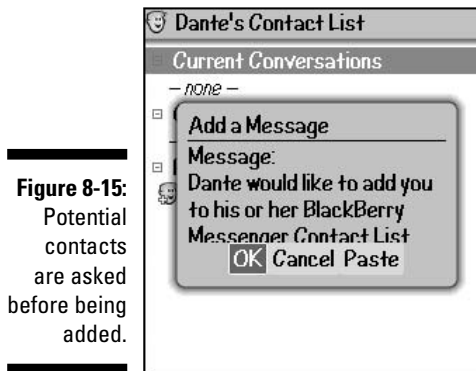 Dante's Contact List
Current Conversations
– none –
Add a Message
Message:
Dante would like to add you
to his or her BlackBerry
Messenger Contact List
OK Cancel Paste
Figure 8-15:
Potential
contacts
are asked
before being
added.